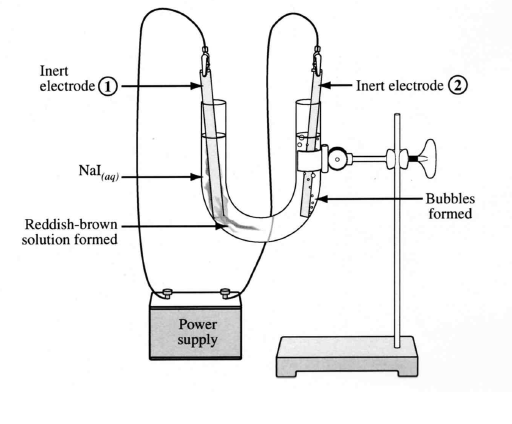 Inert
electrode ①
Inert electrode ②
NaI(aq)
Bubbles
formed
Reddish-brown
solution formed
Power
supply